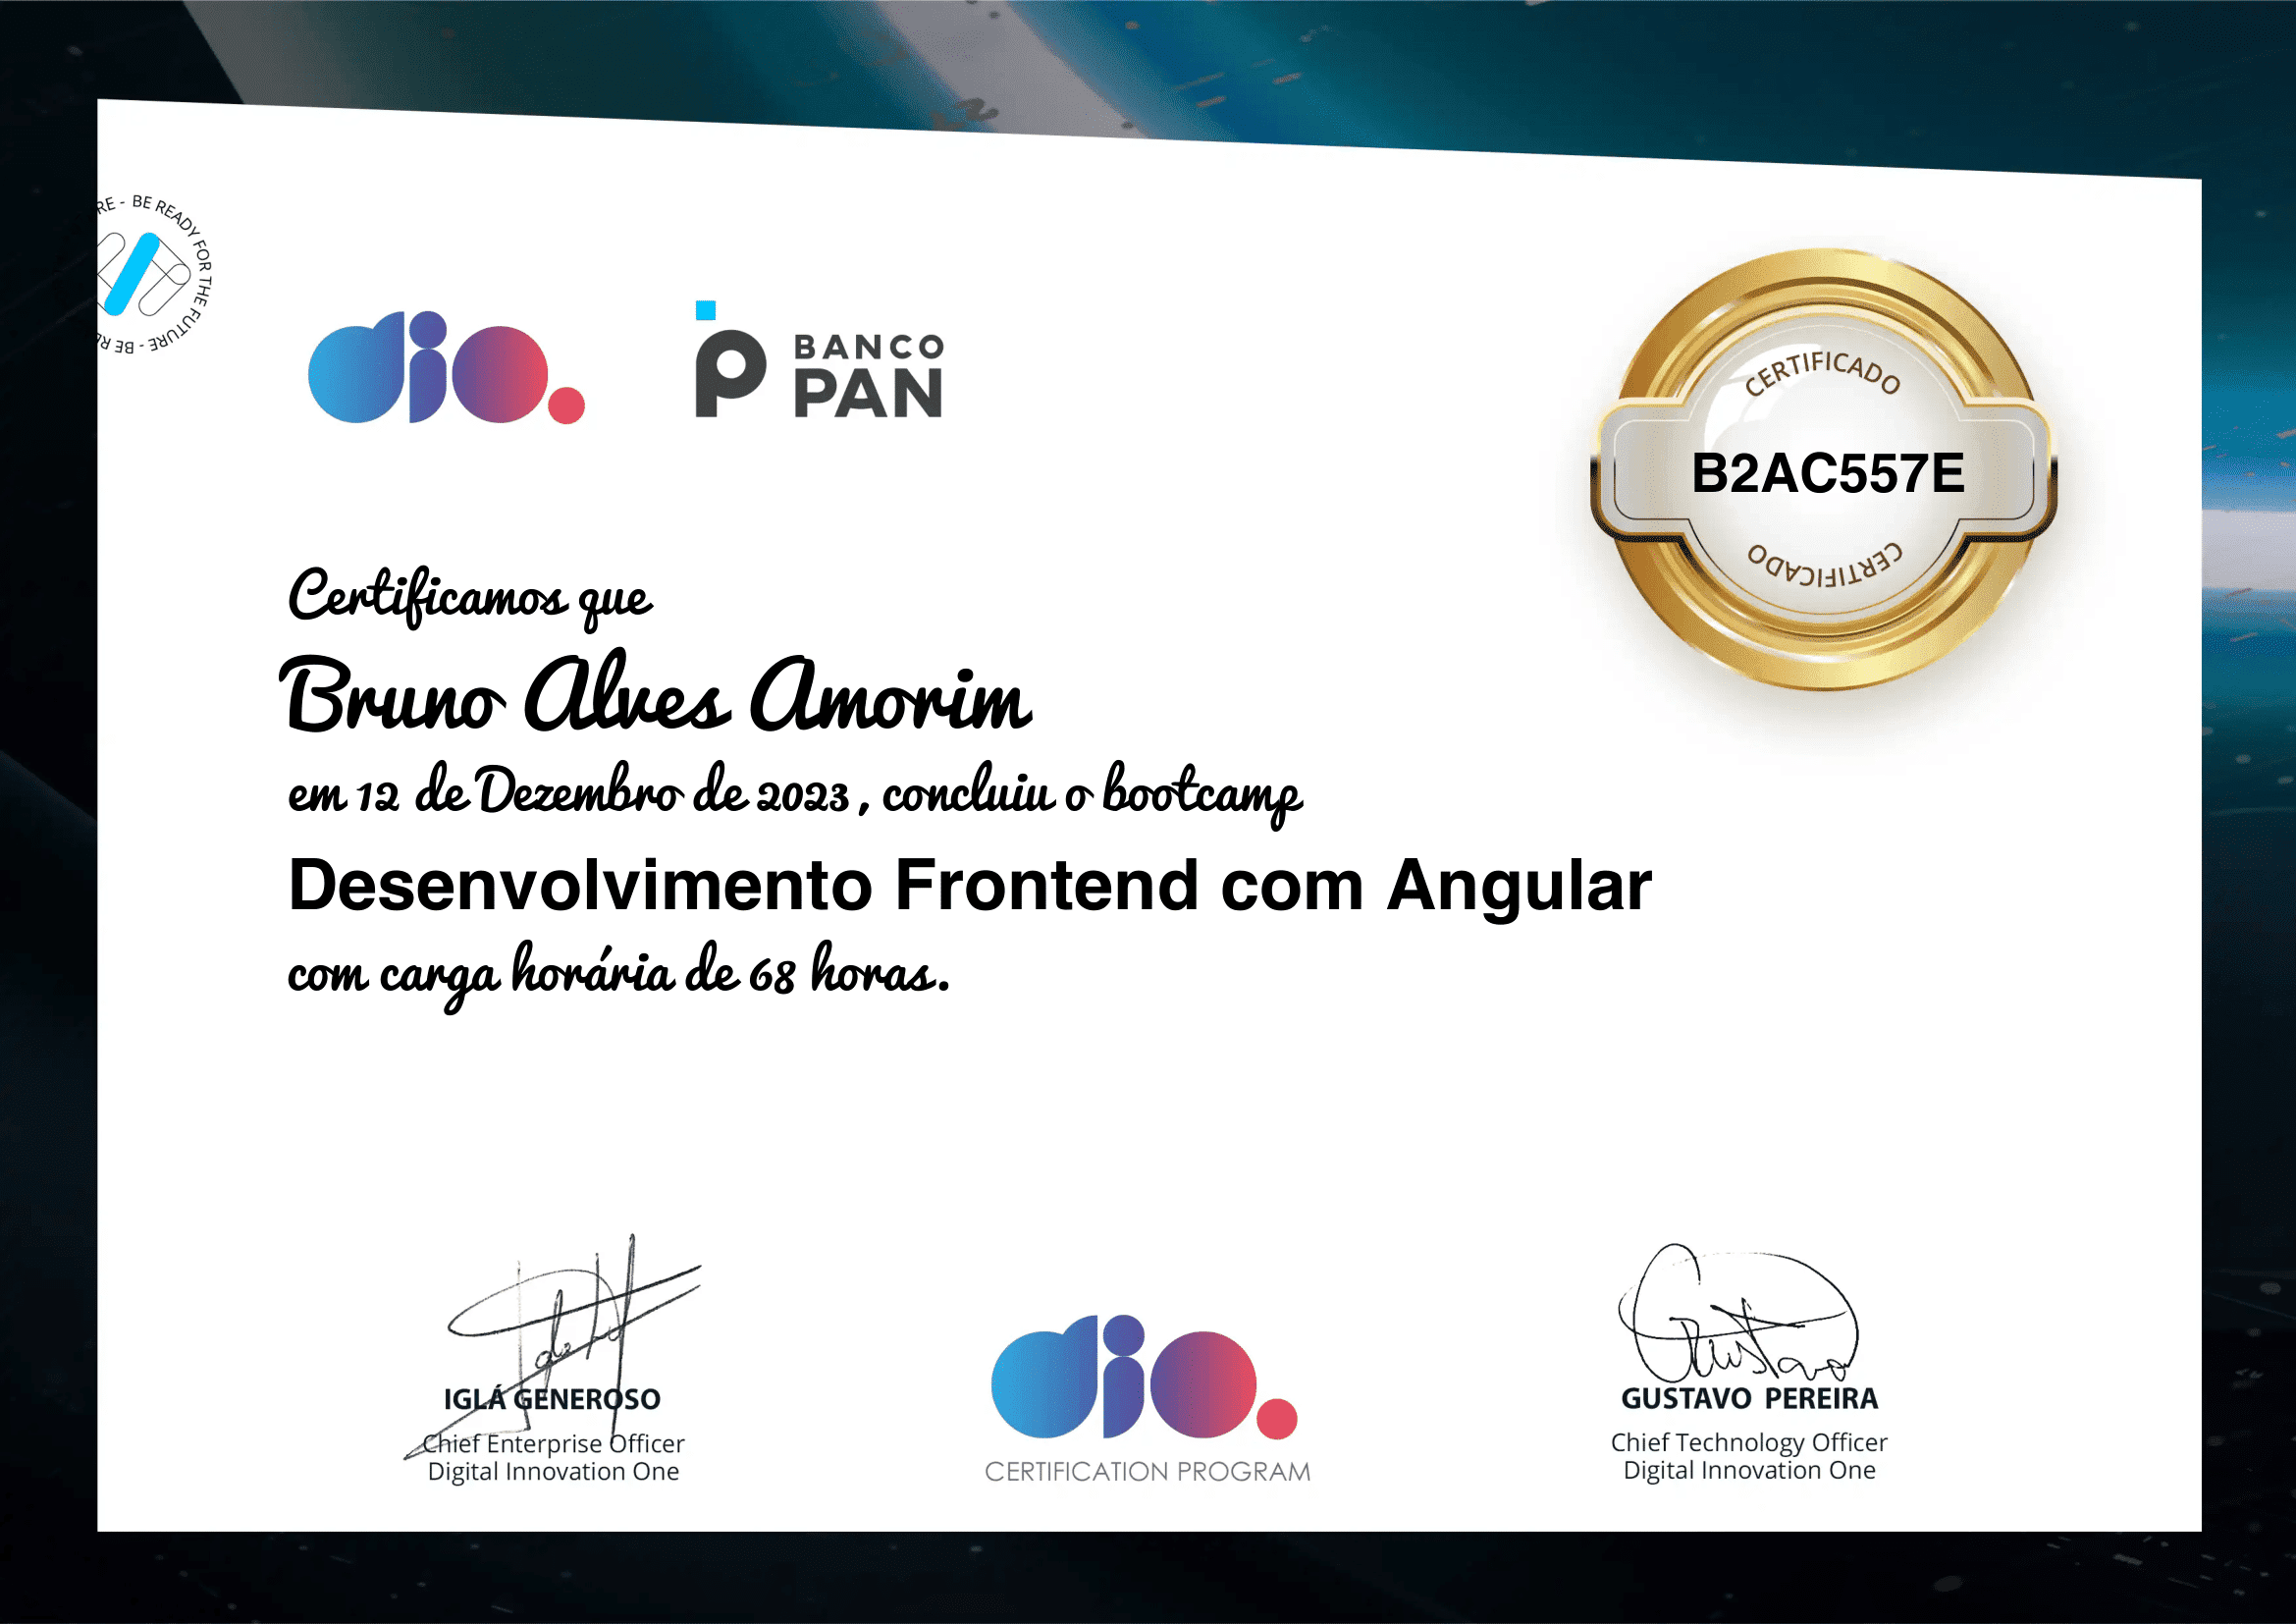 RE - BE READY FOR THE FUTURE - BE RE
dio.
BANCO
PAN
CERTIFICADO
B2AC557E
CERTIFICADO
Certificamos que
Bruno Alves Amorim
em 12 de Dezembro de 2023, concluiu o bootcamp
Desenvolvimento Frontend com Angular
com carga horária de 68 horas.
IGLÁ GENEROSO
Chief Enterprise Officer
Digital Innovation One
dio.
CERTIFICATION PROGRAM
Gustavo
GUSTAVO PEREIRA
Chief Technology Officer
Digital Innovation One